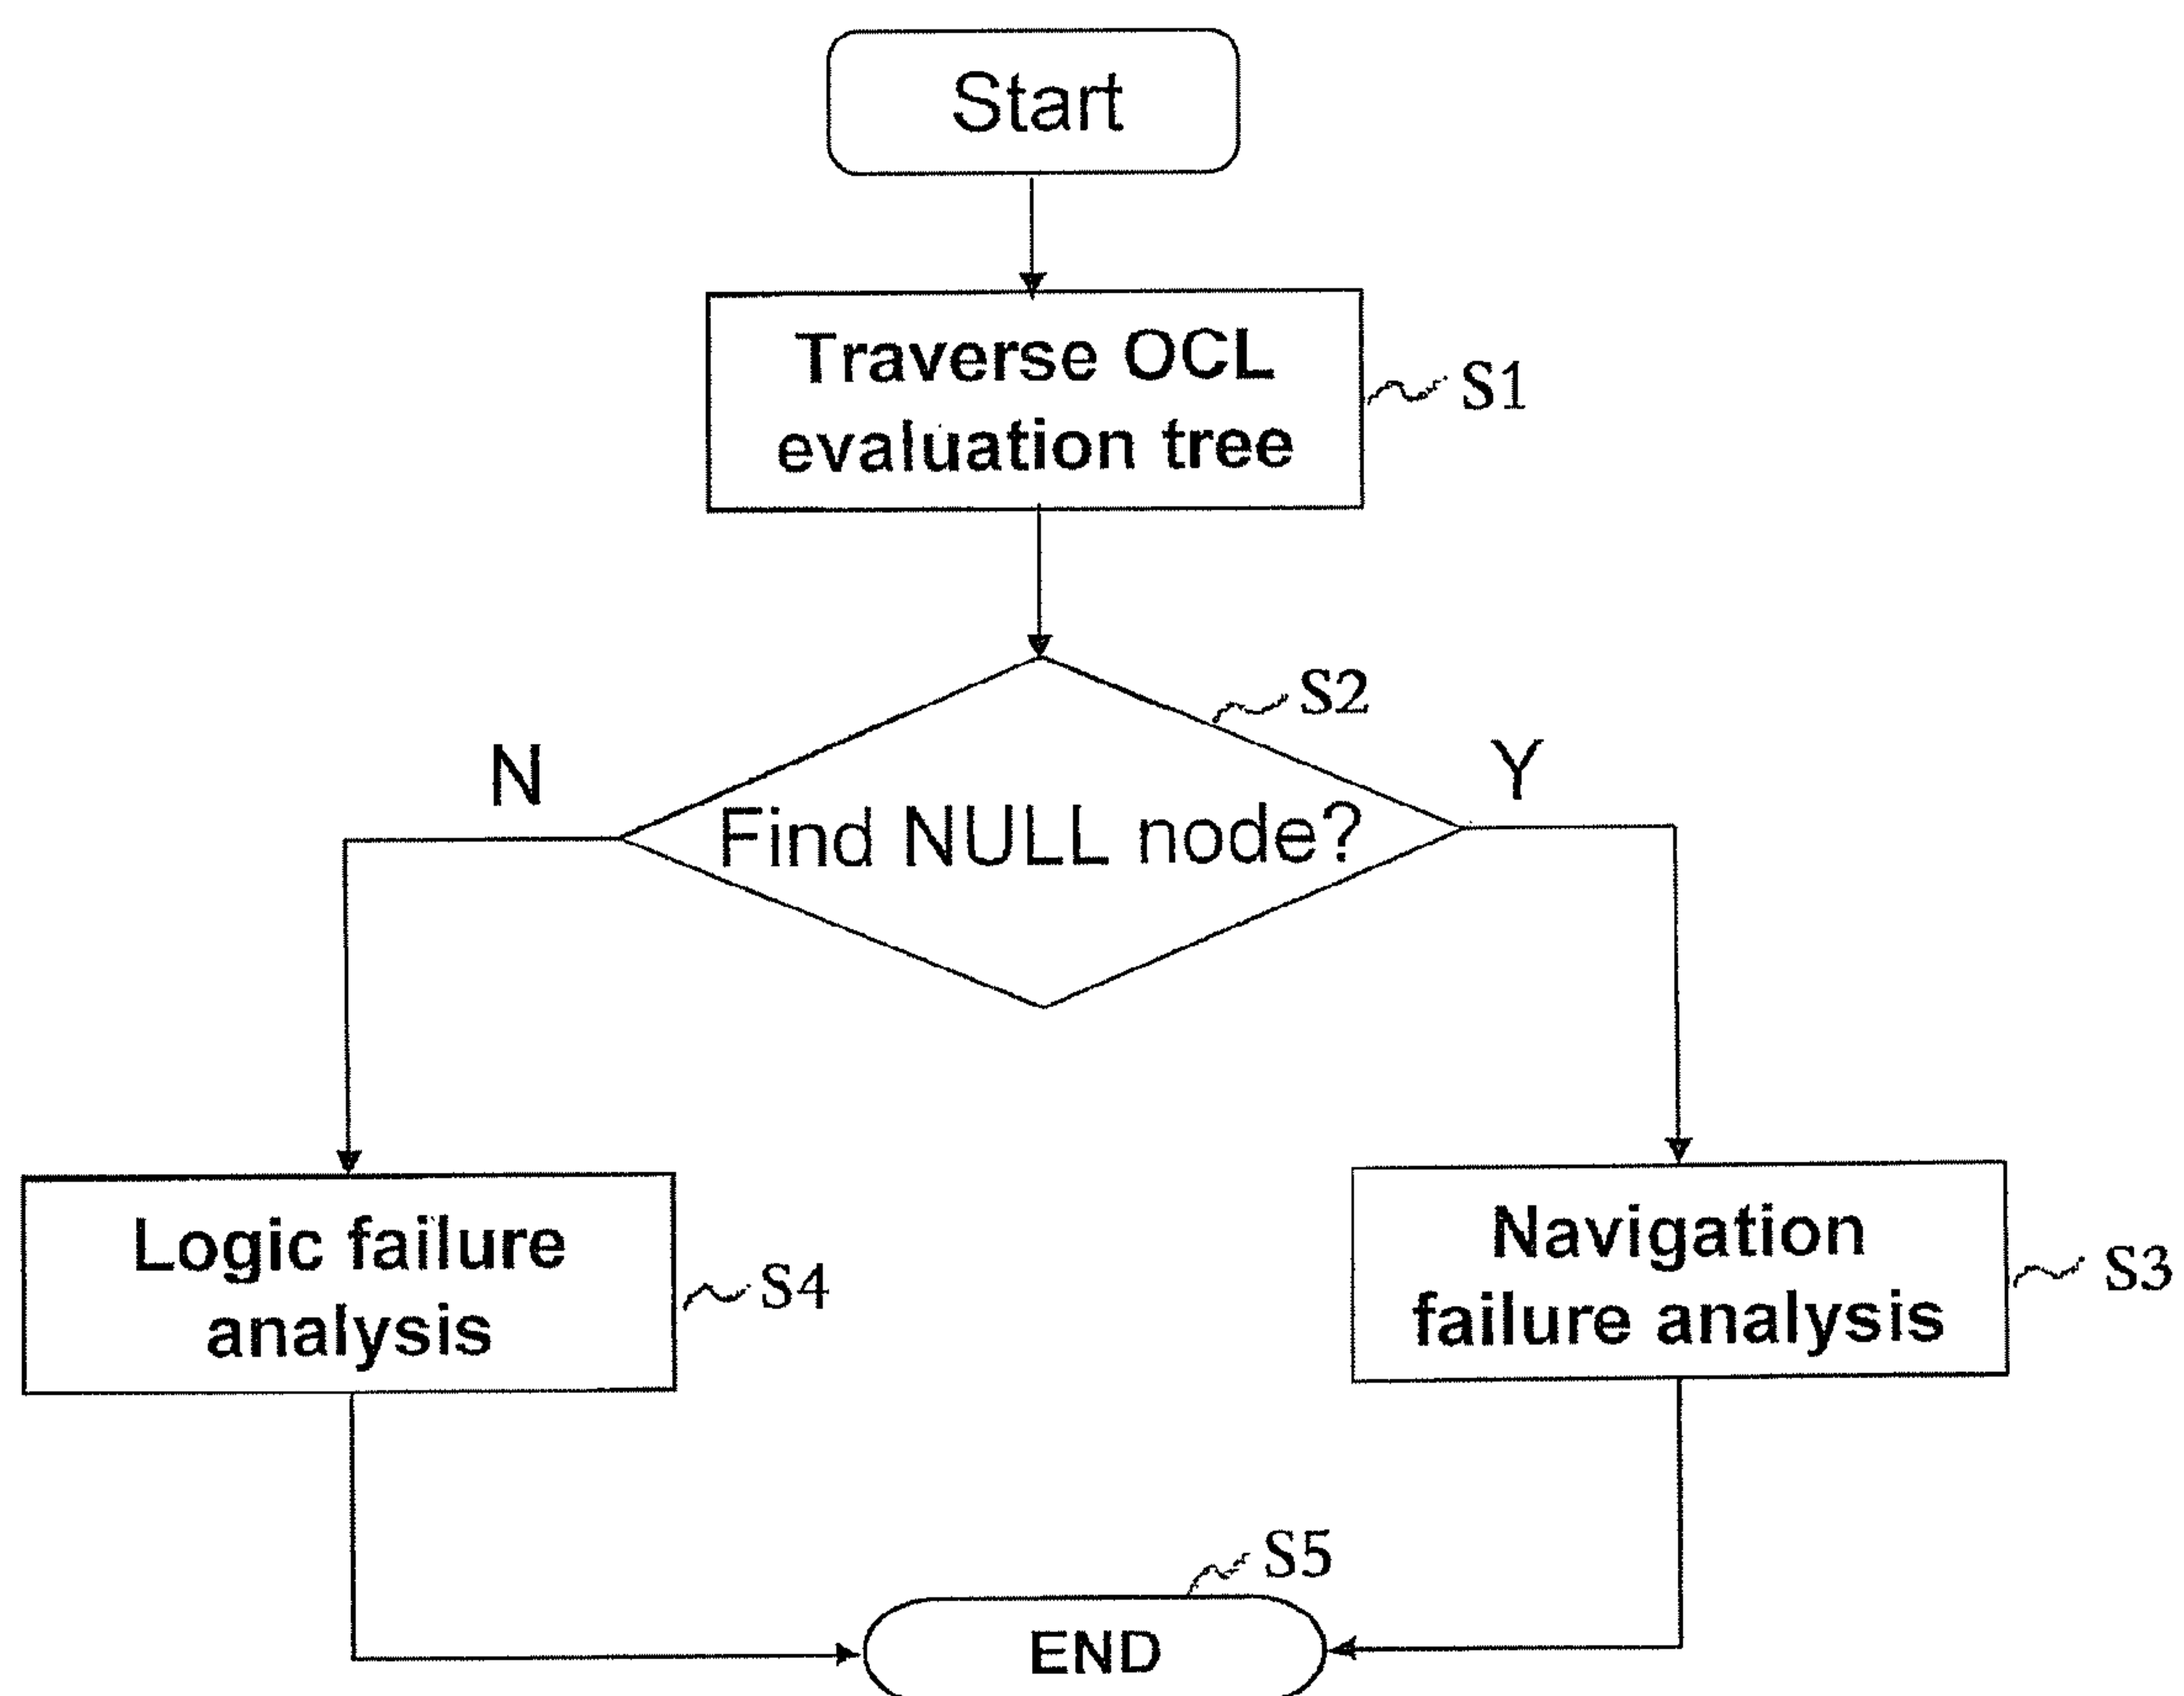 Start
Traverse OCL
evaluation tree
S1
S2
N
Y
Find NULL node?
Logic failure
analysis
S4
Navigation
failure analysis
S3
S5
END